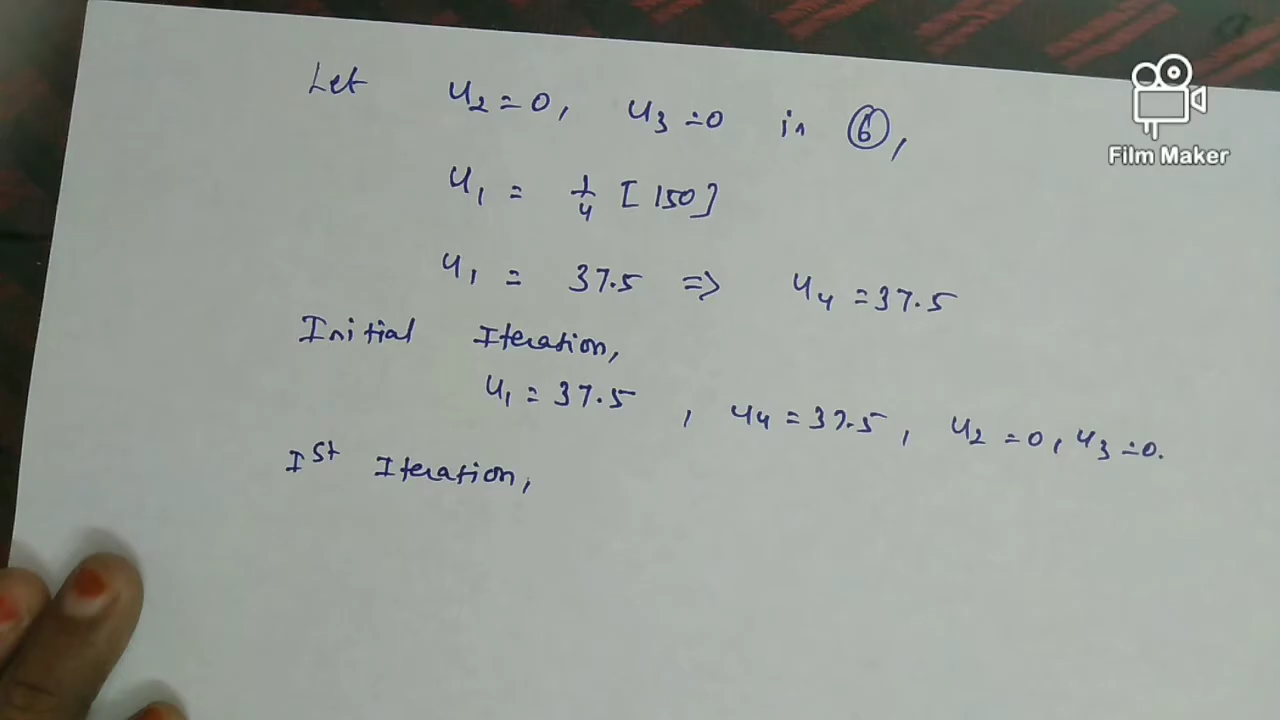 Let u₂ = 0, u₃ = 0 in ⑥,
u₁ = 1/4 [150]
u₁ = 37.5 => u₄ = 37.5
Initial Iteration,
u₁ = 37.5, u₄ = 37.5, u₂ = 0, u₃ = 0.
Ist Iteration,
Film Maker